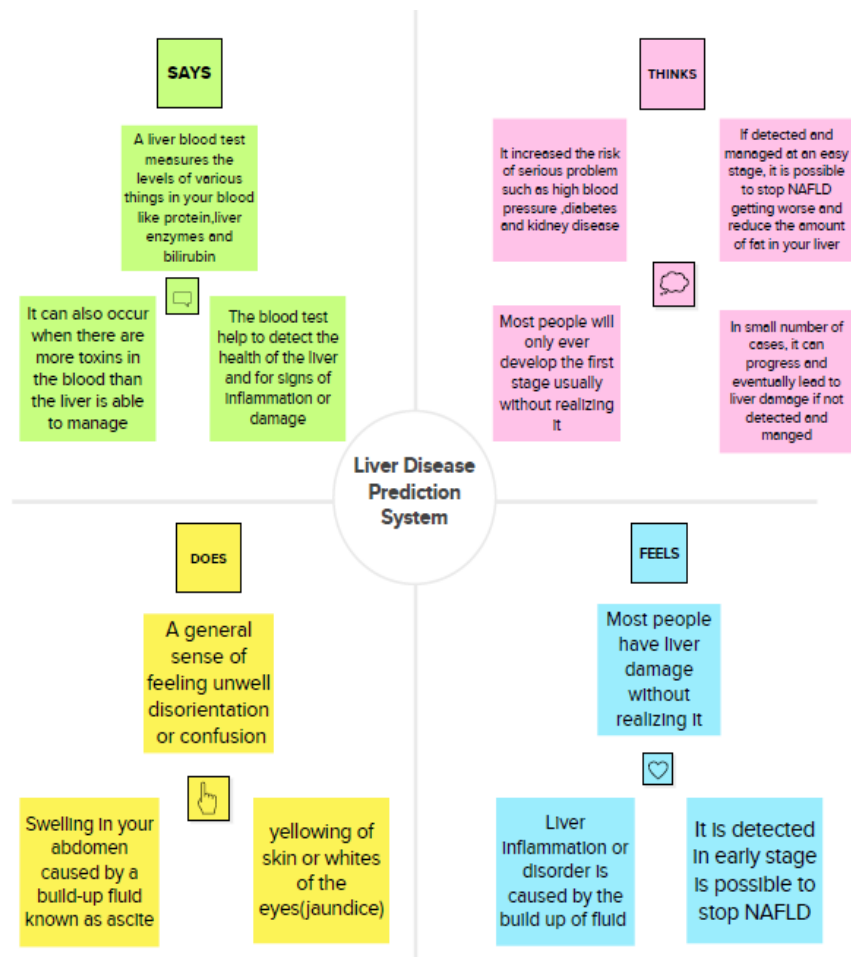 SAYS
A liver blood test
measures the
levels of various
things in your blood
like protein,liver
enzymes and
bilirubin
It can also occur
when there are
more toxins in
the blood than
the liver is able
to manage
The blood test
help to detect the
health of the liver
and for signs of
inflammation or
damage
THINKS
It increased the risk
of serious problem
such as high blood
pressure ,diabetes
and kidney disease
If detected and
managed at an easy
stage, it is possible
to stop NAFLD
getting worse and
reduce the amount
of fat in your liver
Most people will
only ever
develop the first
stage usually
without realizing
it
In small number of
cases, it can
progress and
eventually lead to
liver damage if not
detected and
manged
Liver Disease
Prediction
System
DOES
A general
sense of
feeling unwell
disorientation
or confusion
Swelling in your
abdomen
caused by a
build-up fluid
known as ascite
yellowing of
skin or whites
of the
eyes(jaundice)
FEELS
Most people
have liver
damage
without
realizing it
Liver
inflammation or
disorder is
caused by the
build up of fluid
It is detected
in early stage
is possible to
stop NAFLD